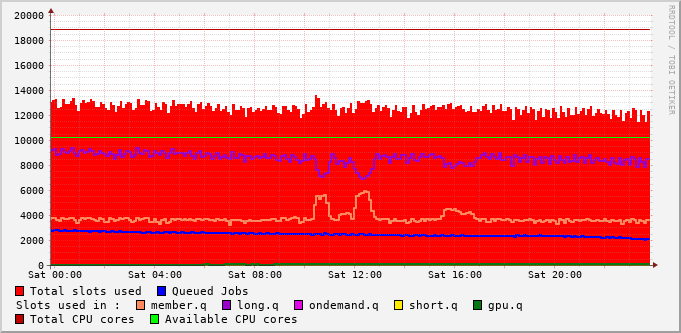 20000
18000
16000
14000
12000
10000
8000
6000
4000
2000
0
Sat 00:00 Sat 04:00 Sat 08:00 Sat 12:00 Sat 16:00 Sat 20:00
Total slots used Queued Jobs
Slots used in : member.q long.q ondemand.q short.q gpu.q
Total CPU cores Available CPU cores
RRDTOOL / TOBI OETIKER